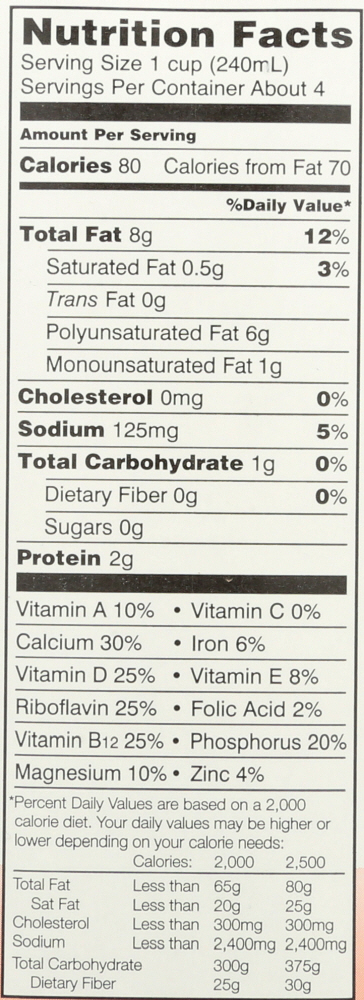 Nutrition Facts
Serving Size 1 cup (240mL)
Servings Per Container About 4
Amount Per Serving
Calories 80 Calories from Fat 70
%Daily Value*
Total Fat 8g 12%
Saturated Fat 0.5g 3%
Trans Fat 0g
Polyunsaturated Fat 6g
Monounsaturated Fat 1g
Cholesterol 0mg 0%
Sodium 125mg 5%
Total Carbohydrate 1g 0%
Dietary Fiber 0g 0%
Sugars 0g
Protein 2g
Vitamin A 10% • Vitamin C 0%
Calcium 30% • Iron 6%
Vitamin D 25% • Vitamin E 8%
Riboflavin 25% • Folic Acid 2%
Vitamin B12 25% • Phosphorus 20%
Magnesium 10% • Zinc 4%
*Percent Daily Values are based on a 2,000
calorie diet. Your daily values may be higher or
lower depending on your calorie needs:
Calories: 2,000 2,500
Total Fat Less than 65g 80g
Sat Fat Less than 20g 25g
Cholesterol Less than 300mg 300mg
Sodium Less than 2,400mg 2,400mg
Total Carbohydrate 300g 375g
Dietary Fiber 25g 30g